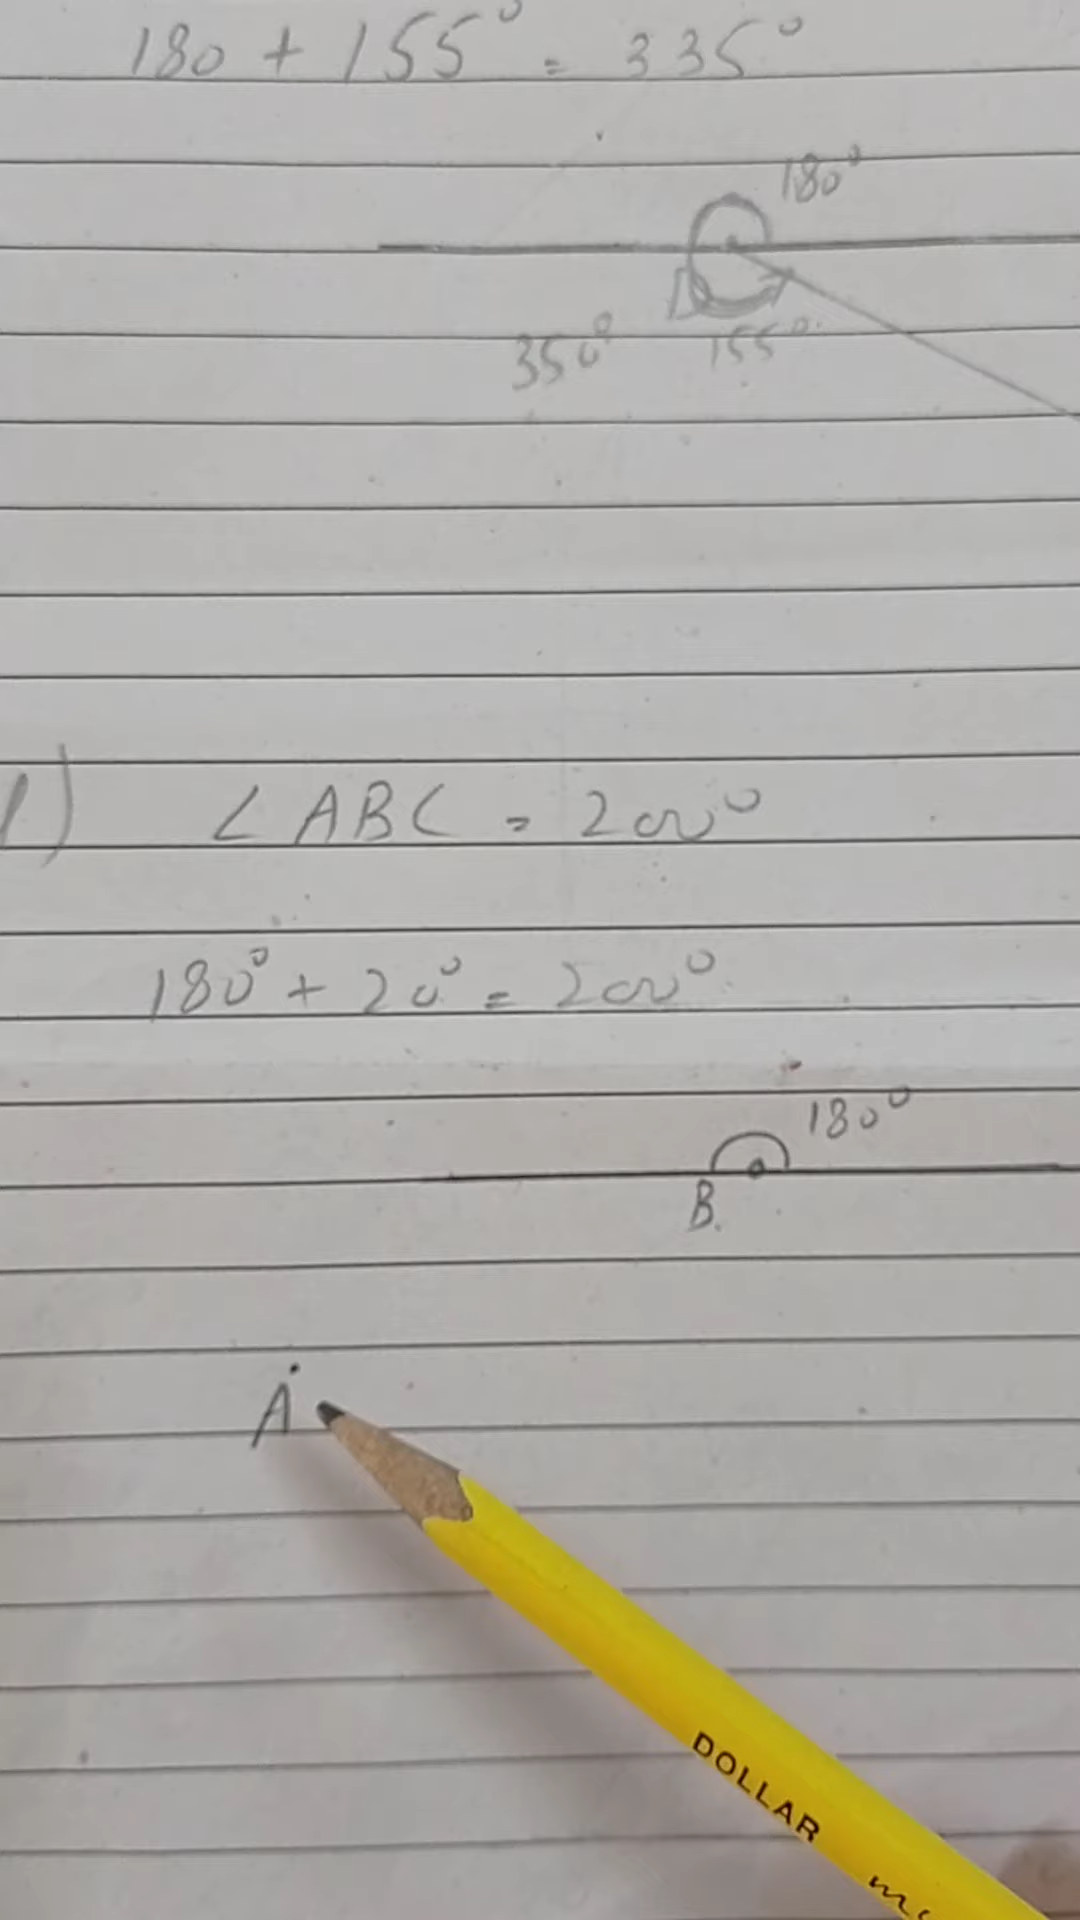 180 + 155° = 335°
180°
350° 155°
1) ∠ABC = 200°
180° + 20° = 200°
180°
B.
A
DOLLAR